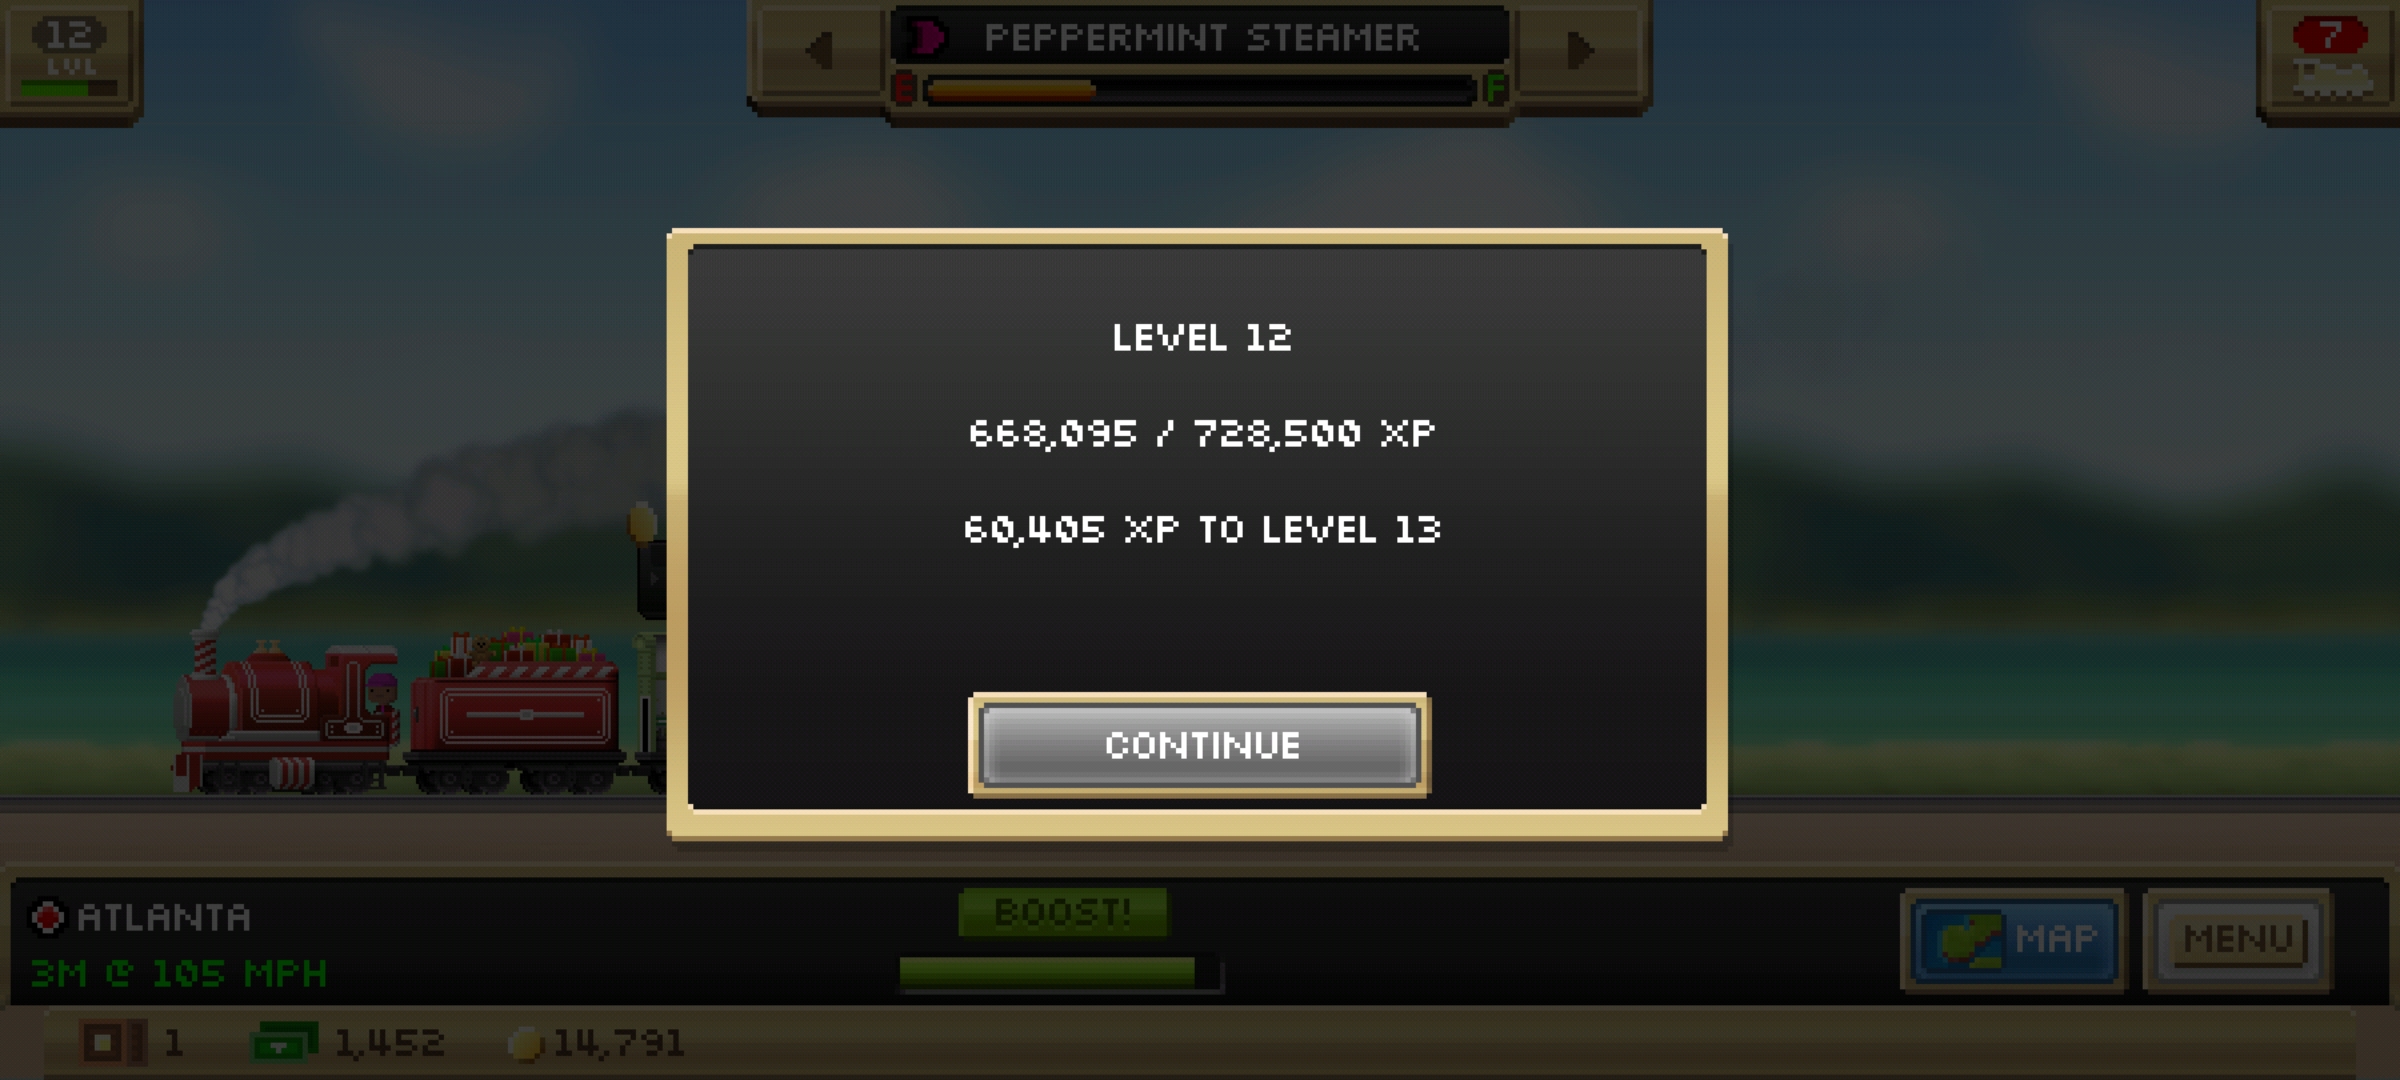 12
LVL
PEPPERMINT STEAMER
E
F
7
LEVEL 12
668,095 / 728,500 XP
60,405 XP TO LEVEL 13
CONTINUE
ATLANTA
3M @ 105 MPH
BOOST!
MAP
MENU
1
1,452
14,791